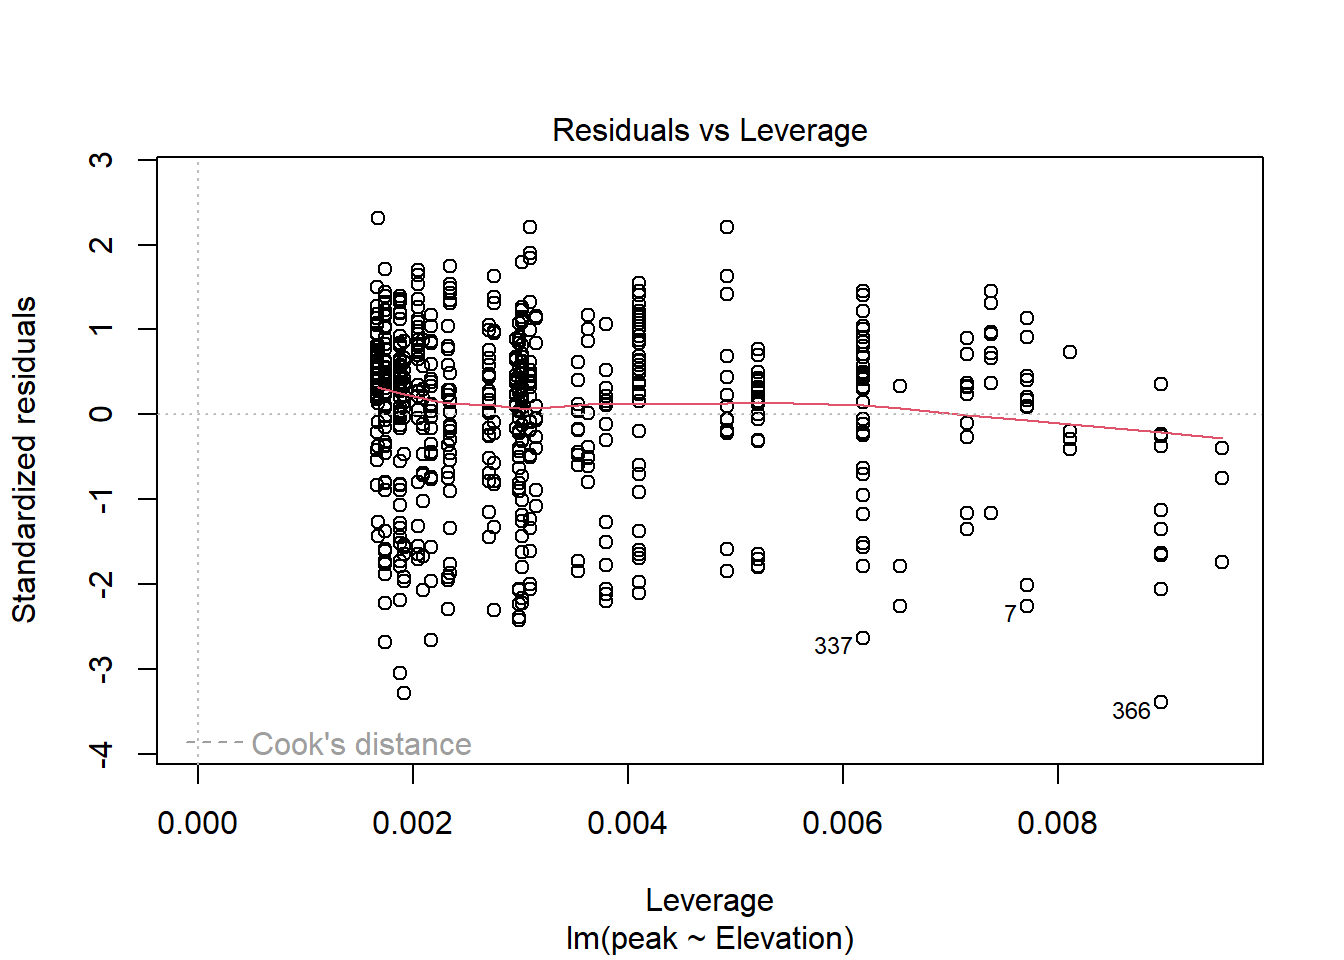 Residuals vs Leverage
Standardized residuals
3
2
1
0
-1
-2
-3
-4
337
7
366
Cook's distance
0.000 0.002 0.004 0.006 0.008
Leverage
lm(peak ~ Elevation)